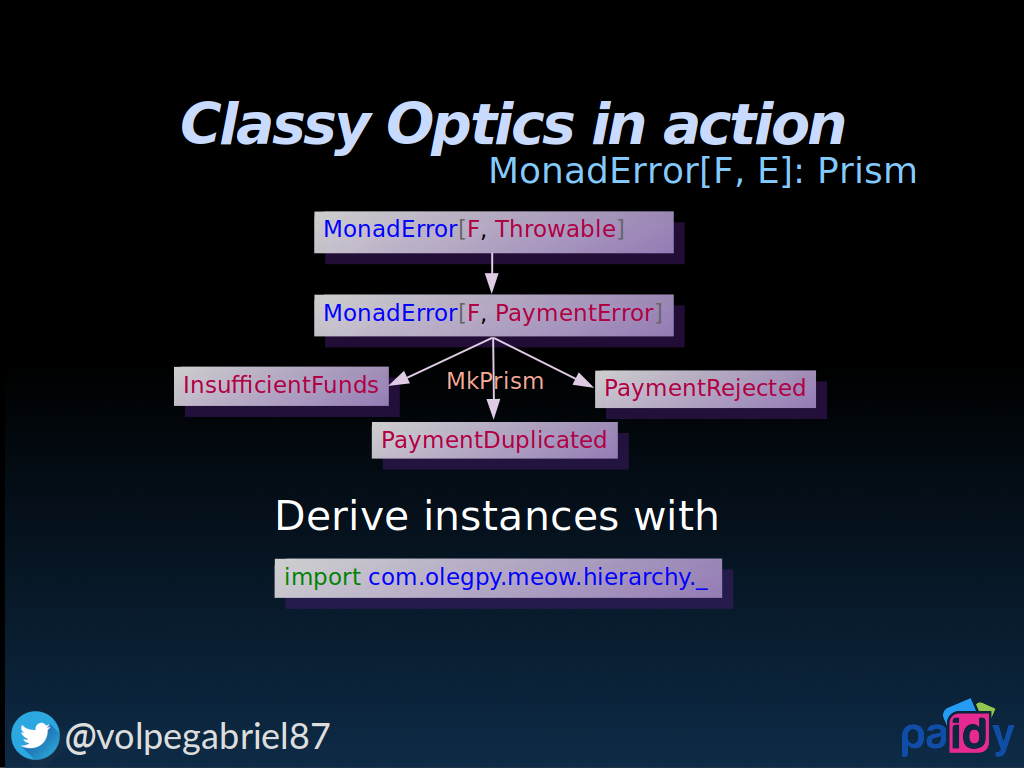 Classy Optics in action
MonadError[F, E]: Prism
MonadError[F, Throwable]
MonadError[F, PaymentError]
InsufficientFunds
MkPrism
PaymentRejected
PaymentDuplicated
Derive instances with
import com.olegpy.meow.hierarchy._
@volpegabriel87
paidy